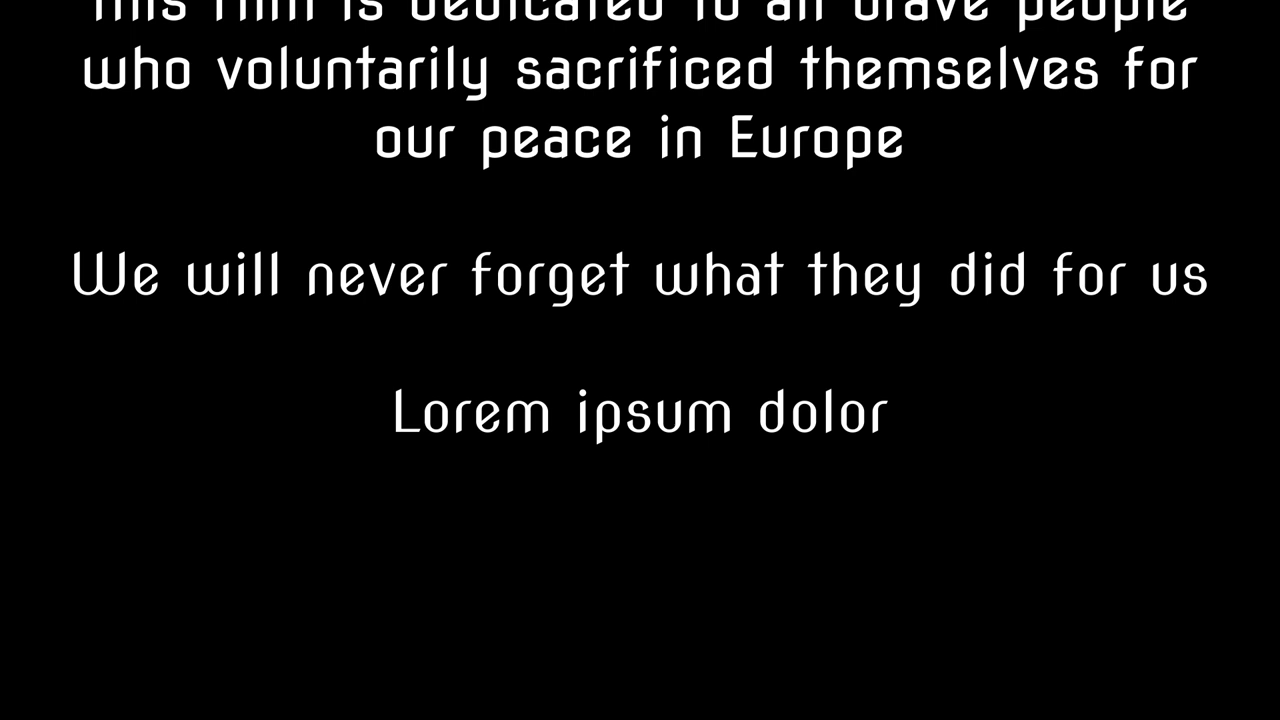 This Film is dedicated to all brave people
who voluntarily sacrificed themselves for
our peace in Europe
We will never forget what they did for us
Lorem ipsum dolor